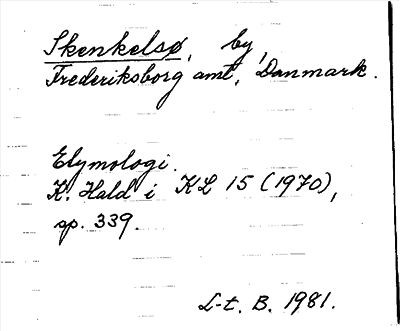 Skenkelsø, by,
Frederiksborg amt, Danmark.
Etymologi.
K. Hald i KL 15 (1970),
sp. 339.
L-t. B. 1981.